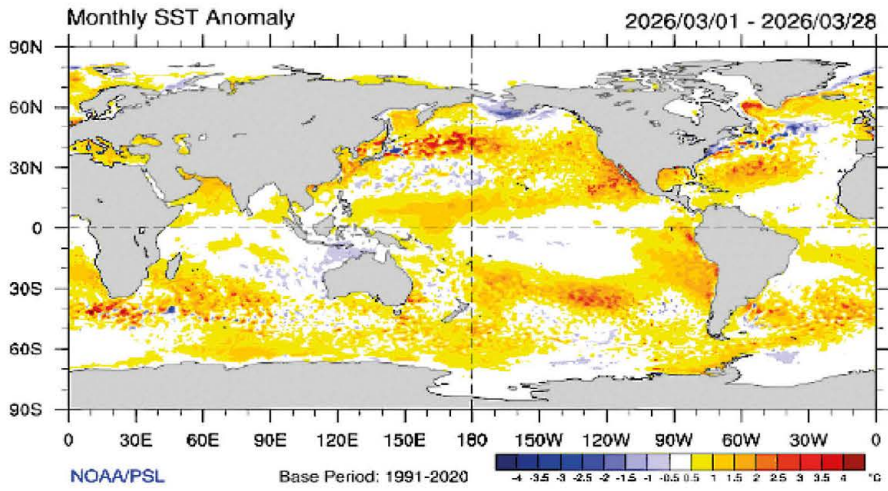 Monthly SST Anomaly 2026/03/01 - 2026/03/28
90N
60N
30N
0
30S
60S
90S
0 30E 60E 90E 120E 150E 180 150W 120W 90W 60W 30W 0
NOAA/PSL Base Period: 1991-2020
-4 -3.5 -3 -2.5 -2 -1.5 -1 -0.5 0.5 1 1.5 2 2.5 3 3.5 4 °C